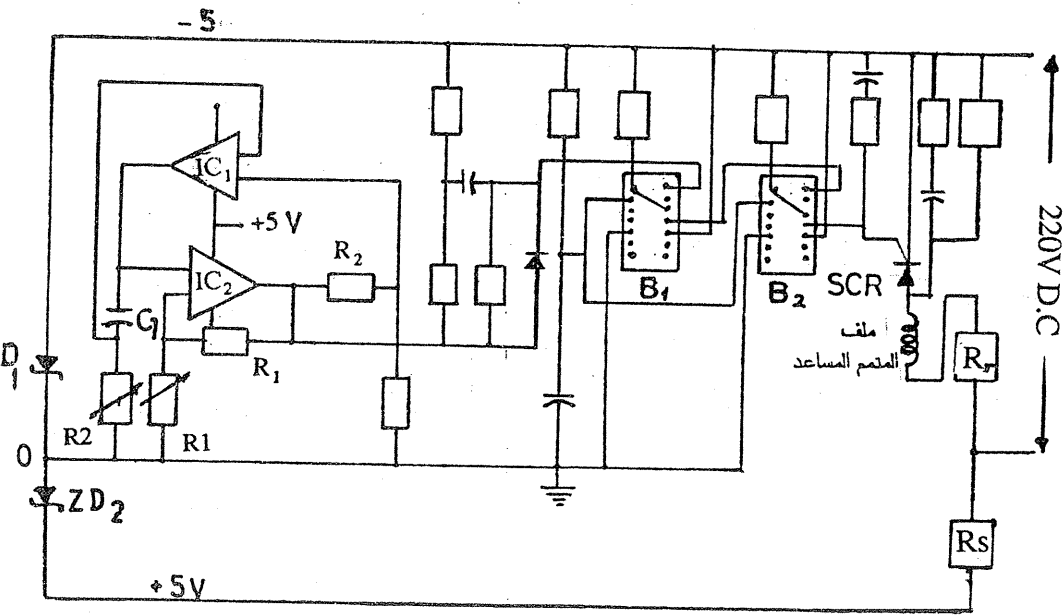 - 5
IC1
+5 V
IC2
R2
C1
R1
D1
R2
R1
0
ZD2
+5V
B1
B2
SCR
ملف
المتمم المساعد
Rr
Rs
220V D.C